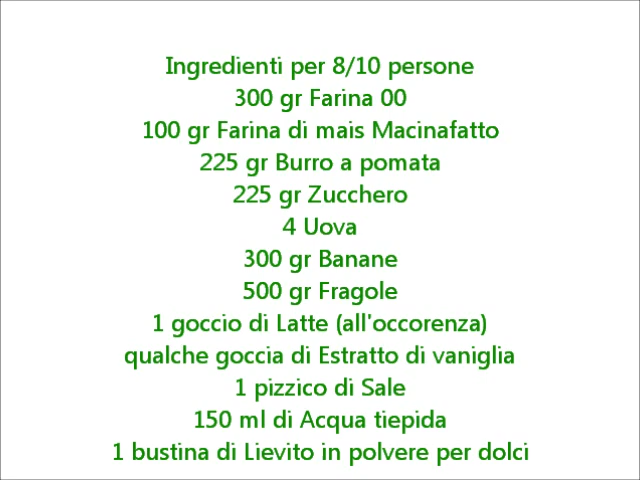 Ingredienti per 8/10 persone
300 gr Farina 00
100 gr Farina di mais Macinafatto
225 gr Burro a pomata
225 gr Zucchero
4 Uova
300 gr Banane
500 gr Fragole
1 goccio di Latte (all'occorenza)
qualche goccia di Estratto di vaniglia
1 pizzico di Sale
150 ml di Acqua tiepida
1 bustina di Lievito in polvere per dolci